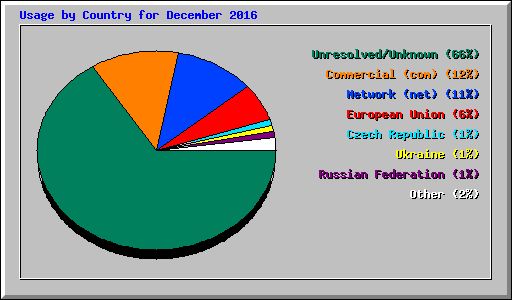 Usage by Country for December 2016
Unresolved/Unknown (66%)
Commercial (com) (12%)
Network (net) (11%)
European Union (6%)
Czech Republic (1%)
Ukraine (1%)
Russian Federation (1%)
Other (2%)